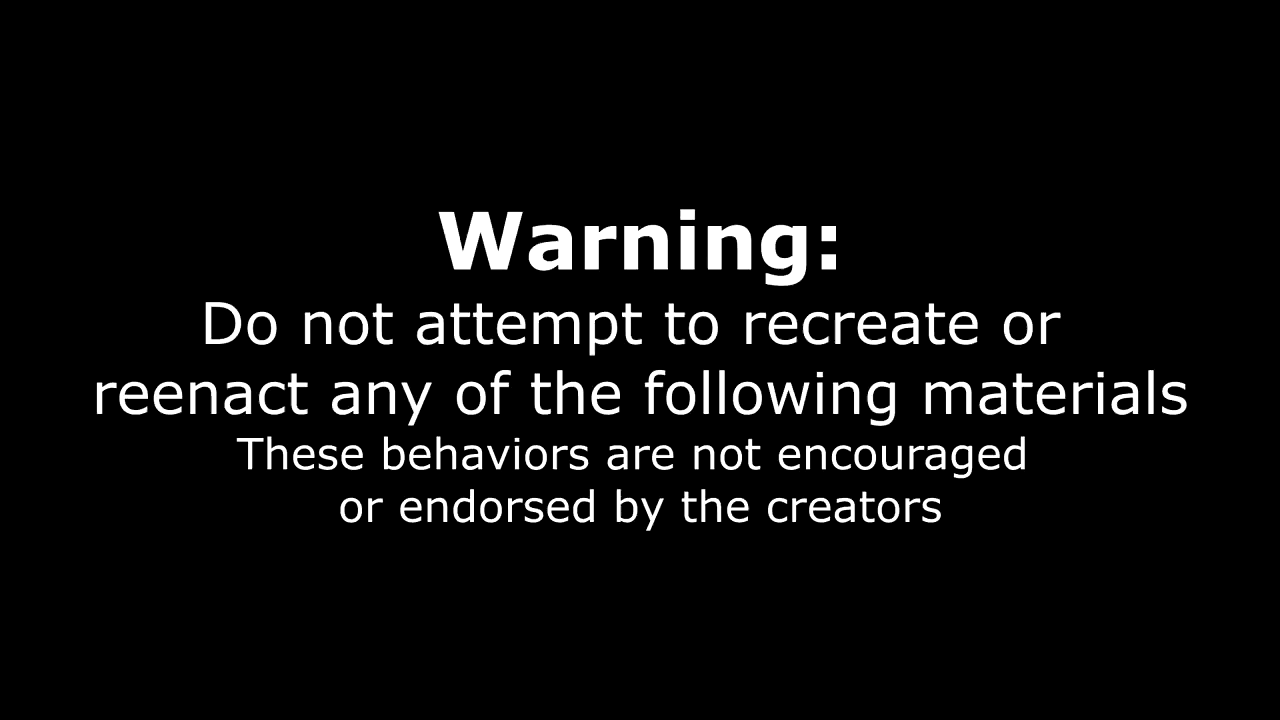 Warning:
Do not attempt to recreate or
reenact any of the following materials
These behaviors are not encouraged
or endorsed by the creators